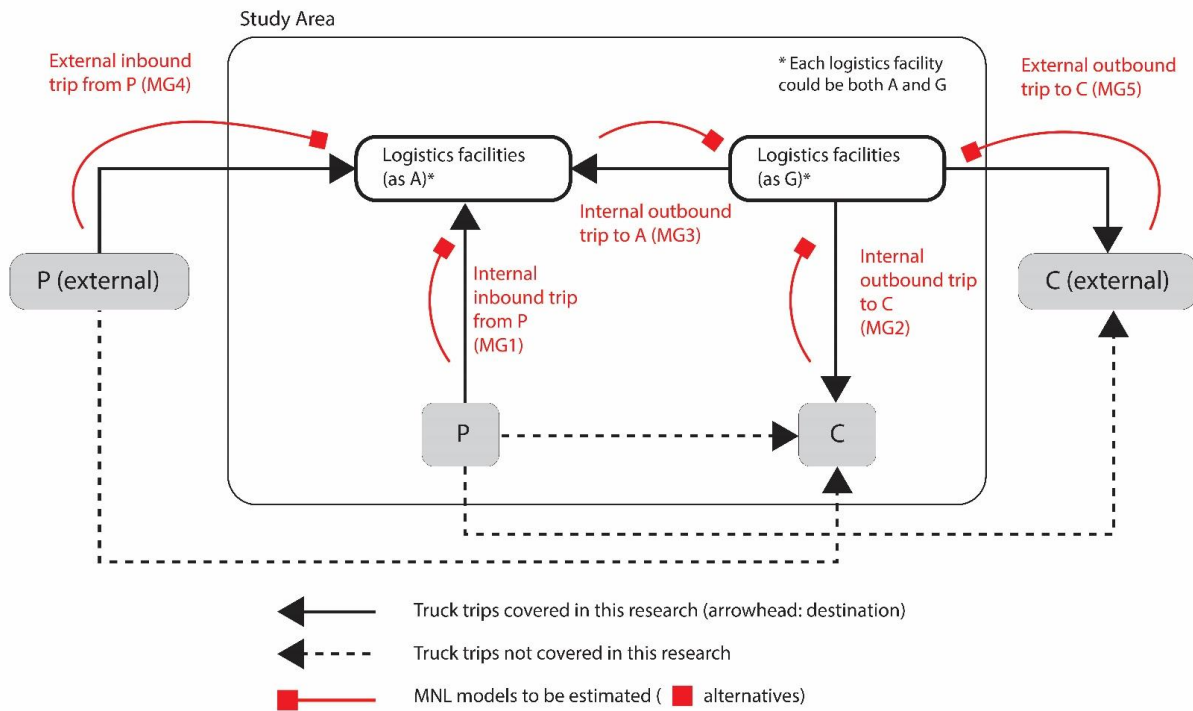 Study Area
External inbound
trip from P (MG4)
* Each logistics facility
could be both A and G
External outbound
trip to C (MG5)
Logistics facilities
(as A)*
Logistics facilities
(as G)*
Internal outbound
trip to A (MG3)
P (external)
Internal
inbound trip
from P
(MG1)
Internal
outbound trip
to C
(MG2)
C (external)
P
C
Truck trips covered in this research (arrowhead: destination)
Truck trips not covered in this research
MNL models to be estimated ( alternatives)